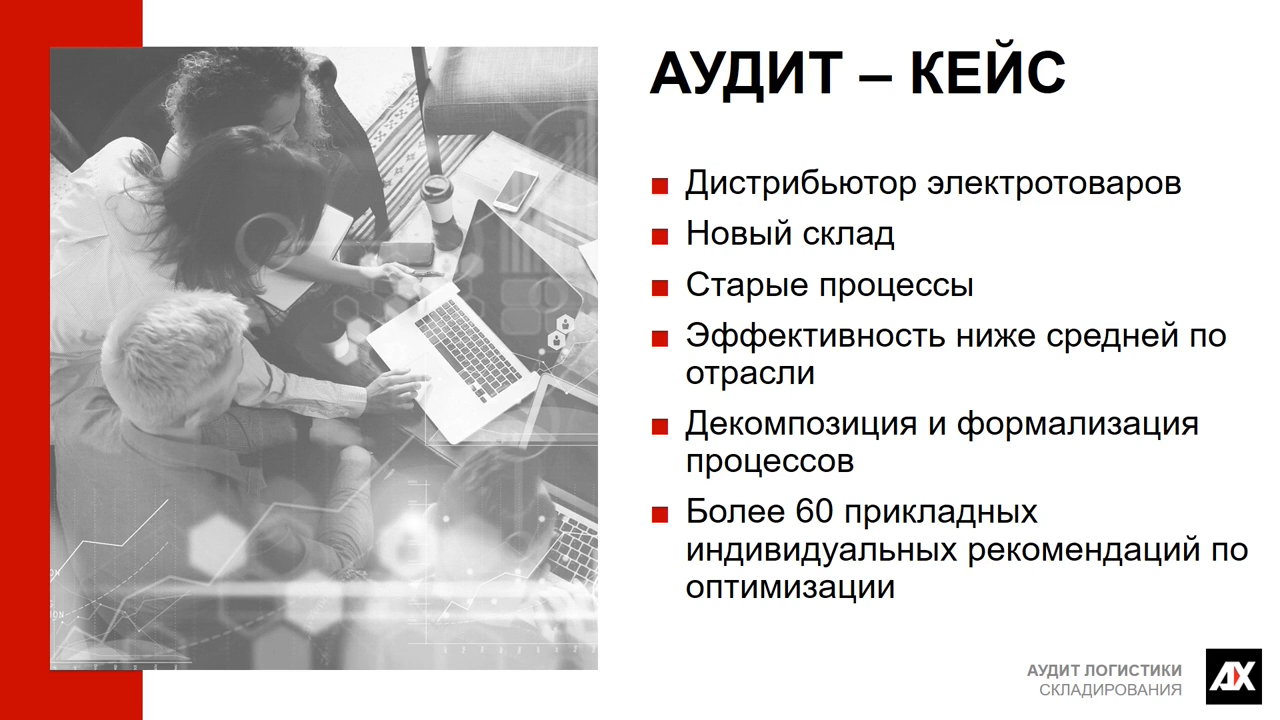 АУДИТ – КЕЙС
Дистрибьютор электротоваров
Новый склад
Старые процессы
Эффективность ниже средней по
отрасли
Декомпозиция и формализация
процессов
Более 60 прикладных
индивидуальных рекомендаций по
оптимизации
АУДИТ ЛОГИСТИКИ
СКЛАДИРОВАНИЯ